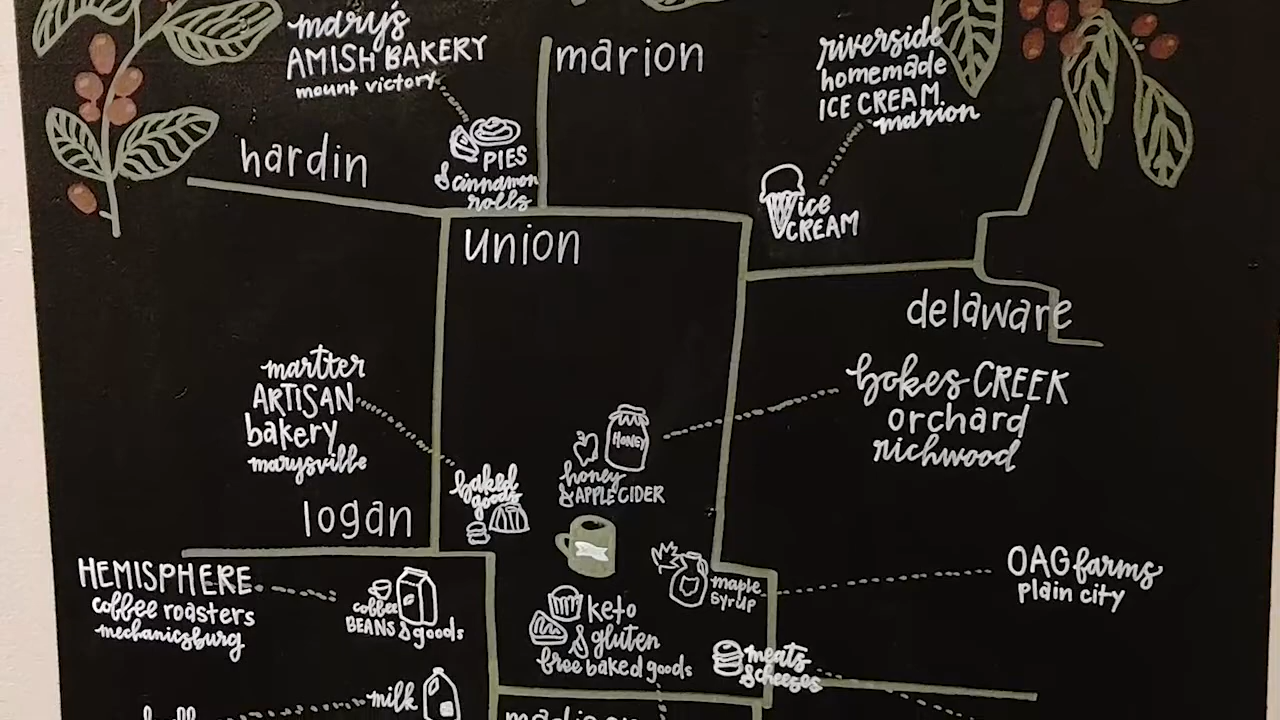 mary's
AMISH BAKERY
mount victory
marion
riverside
homemade
ICE CREAM
marion
hardin
PIES
& cinnamon
rolls
ice
CREAM
union
delaware
martter
ARTISAN
bakery
marysville
bokes CREEK
orchard
richwood
HONEY
honey
& APPLE CIDER
baked
goods
logan
HEMISPHERE
coffee roasters
mechanicsburg
coffee
BEANS & goods
maple
syrup
OAG farms
plain city
keto
& gluten
free baked goods
meats
& cheeses
milk
madison